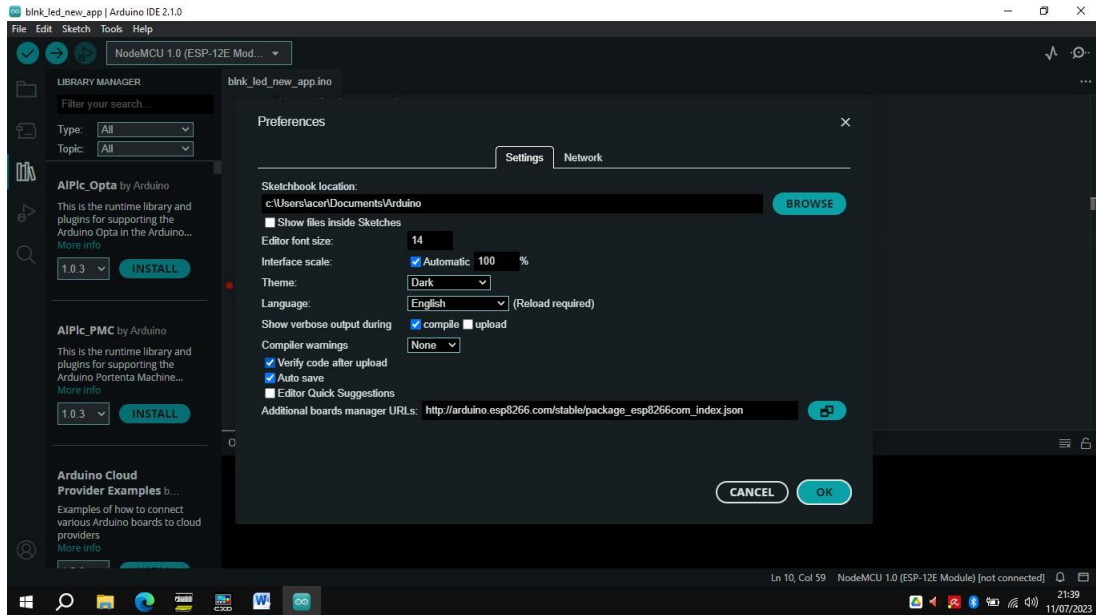 blnk_led_new_app | Arduino IDE 2.1.0
File Edit Sketch Tools Help
NodeMCU 1.0 (ESP-12E Mod...
LIBRARY MANAGER
blnk_led_new_app.ino
Filter your search...
Type: All
Topic: All
AIPlc_Opta by Arduino
This is the runtime library and
plugins for supporting the
Arduino Opta in the Arduino...
More info
1.0.3 INSTALL
AIPlc_PMC by Arduino
This is the runtime library and
plugins for supporting the
Arduino Portenta Machine...
More info
1.0.3 INSTALL
Arduino Cloud
Provider Examples b...
Examples of how to connect
various Arduino boards to cloud
providers
More info
Preferences
Settings Network
Sketchbook location:
c:\Users\acer\Documents\Arduino BROWSE
Show files inside Sketches
Editor font size: 14
Interface scale: Automatic 100 %
Theme: Dark
Language: English (Reload required)
Show verbose output during compile upload
Compiler warnings None
Verify code after upload
Auto save
Editor Quick Suggestions
Additional boards manager URLs: http://arduino.esp8266.com/stable/package_esp8266com_index.json
CANCEL OK
Ln 10, Col 59 NodeMCU 1.0 (ESP-12E Module) [not connected]
21:39
11/07/2023